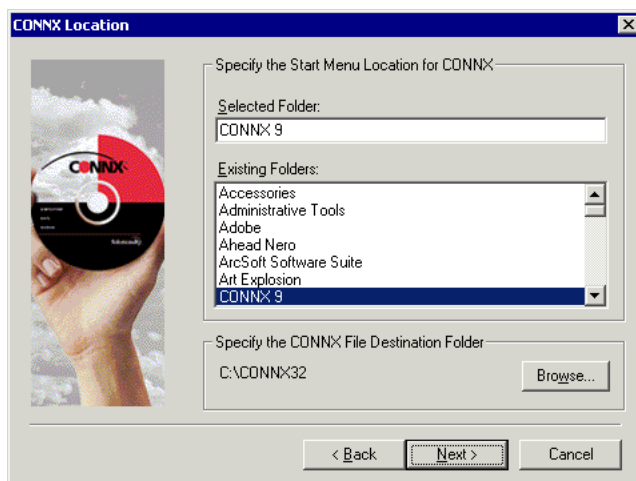 CONNX Location
CONNX
Specify the Start Menu Location for CONNX
Selected Folder:
CONNX 9
Existing Folders:
Accessories
Administrative Tools
Adobe
Ahead Nero
ArcSoft Software Suite
Art Explosion
CONNX 9
Specify the CONNX File Destination Folder
C:\CONNX32
Browse...
< Back
Next >
Cancel